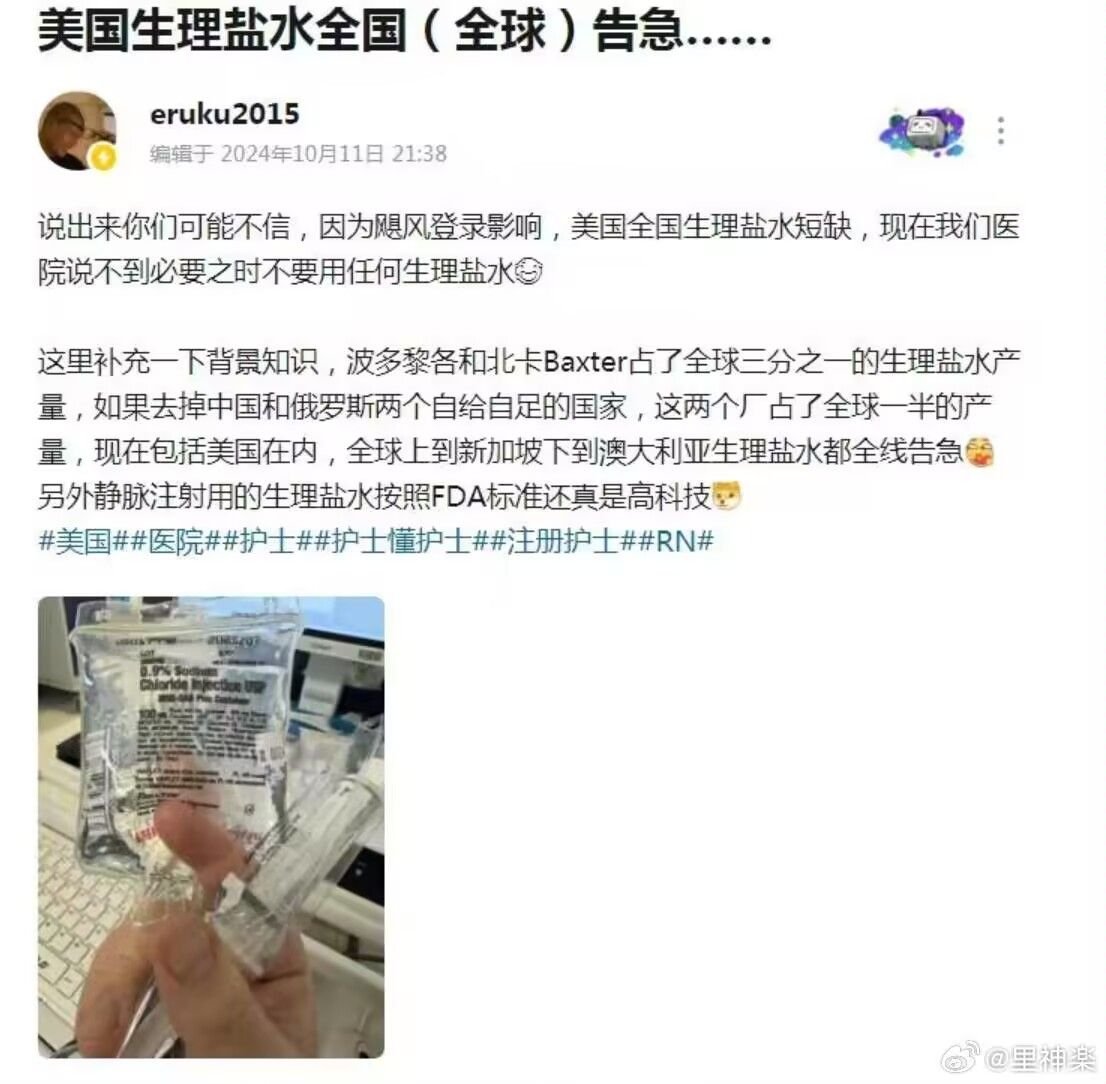 美国生理盐水全国（全球）告急……
eruku2015
编辑于 2024年10月11日 21:38
说出来你们可能不信，因为飓风登录影响，美国全国生理盐水短缺，现在我们医
院说不到必要之时不要用任何生理盐水
这里补充一下背景知识，波多黎各和北卡Baxter占了全球三分之一的生理盐水产
量，如果去掉中国和俄罗斯两个自给自足的国家，这两个厂占了全球一半的产
量，现在包括美国在内，全球上到新加坡下到澳大利亚生理盐水都全线告急
另外静脉注射用的生理盐水按照FDA标准还真是高科技
#美国##医院##护士##护士懂护士##注册护士##RN#
LOT
0.9% Sodium
Chloride Injection USP
@里神楽